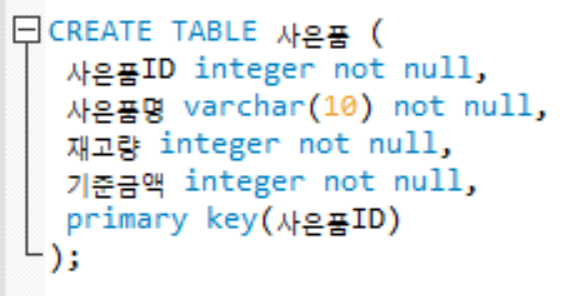 CREATE TABLE 사은품 (
사은품ID integer not null,
사은품명 varchar(10) not null,
재고량 integer not null,
기준금액 integer not null,
primary key(사은품ID)
);